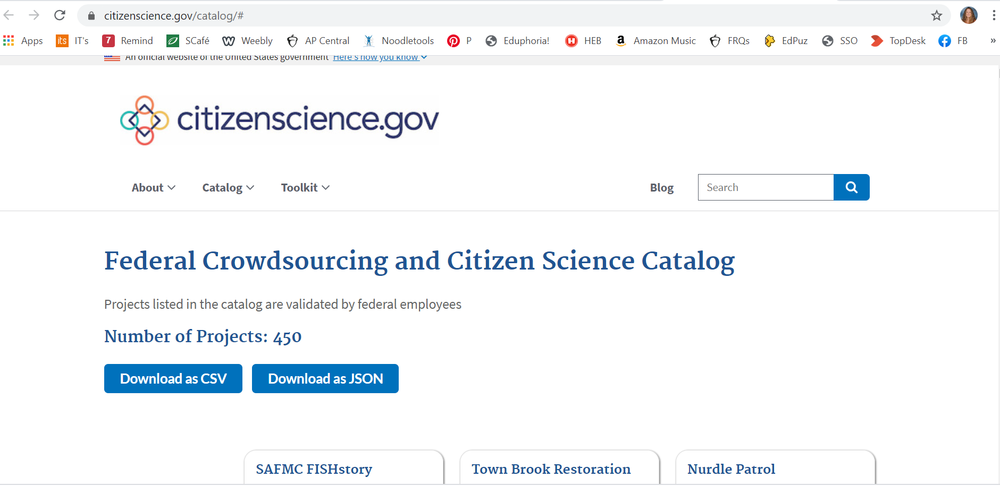 citizenscience.gov/catalog/#
Apps its IT's 7 Remind SCafé Weebly AP Central Noodletools P Eduphoria! H HEB a Amazon Music FRQs EdPuz SSO TopDesk FB »
An official website of the United States government Here's how you know
citizenscience.gov
About Catalog Toolkit Blog Search
Federal Crowdsourcing and Citizen Science Catalog
Projects listed in the catalog are validated by federal employees
Number of Projects: 450
Download as CSV Download as JSON
SAFMC FISHstory Town Brook Restoration Nurdle Patrol